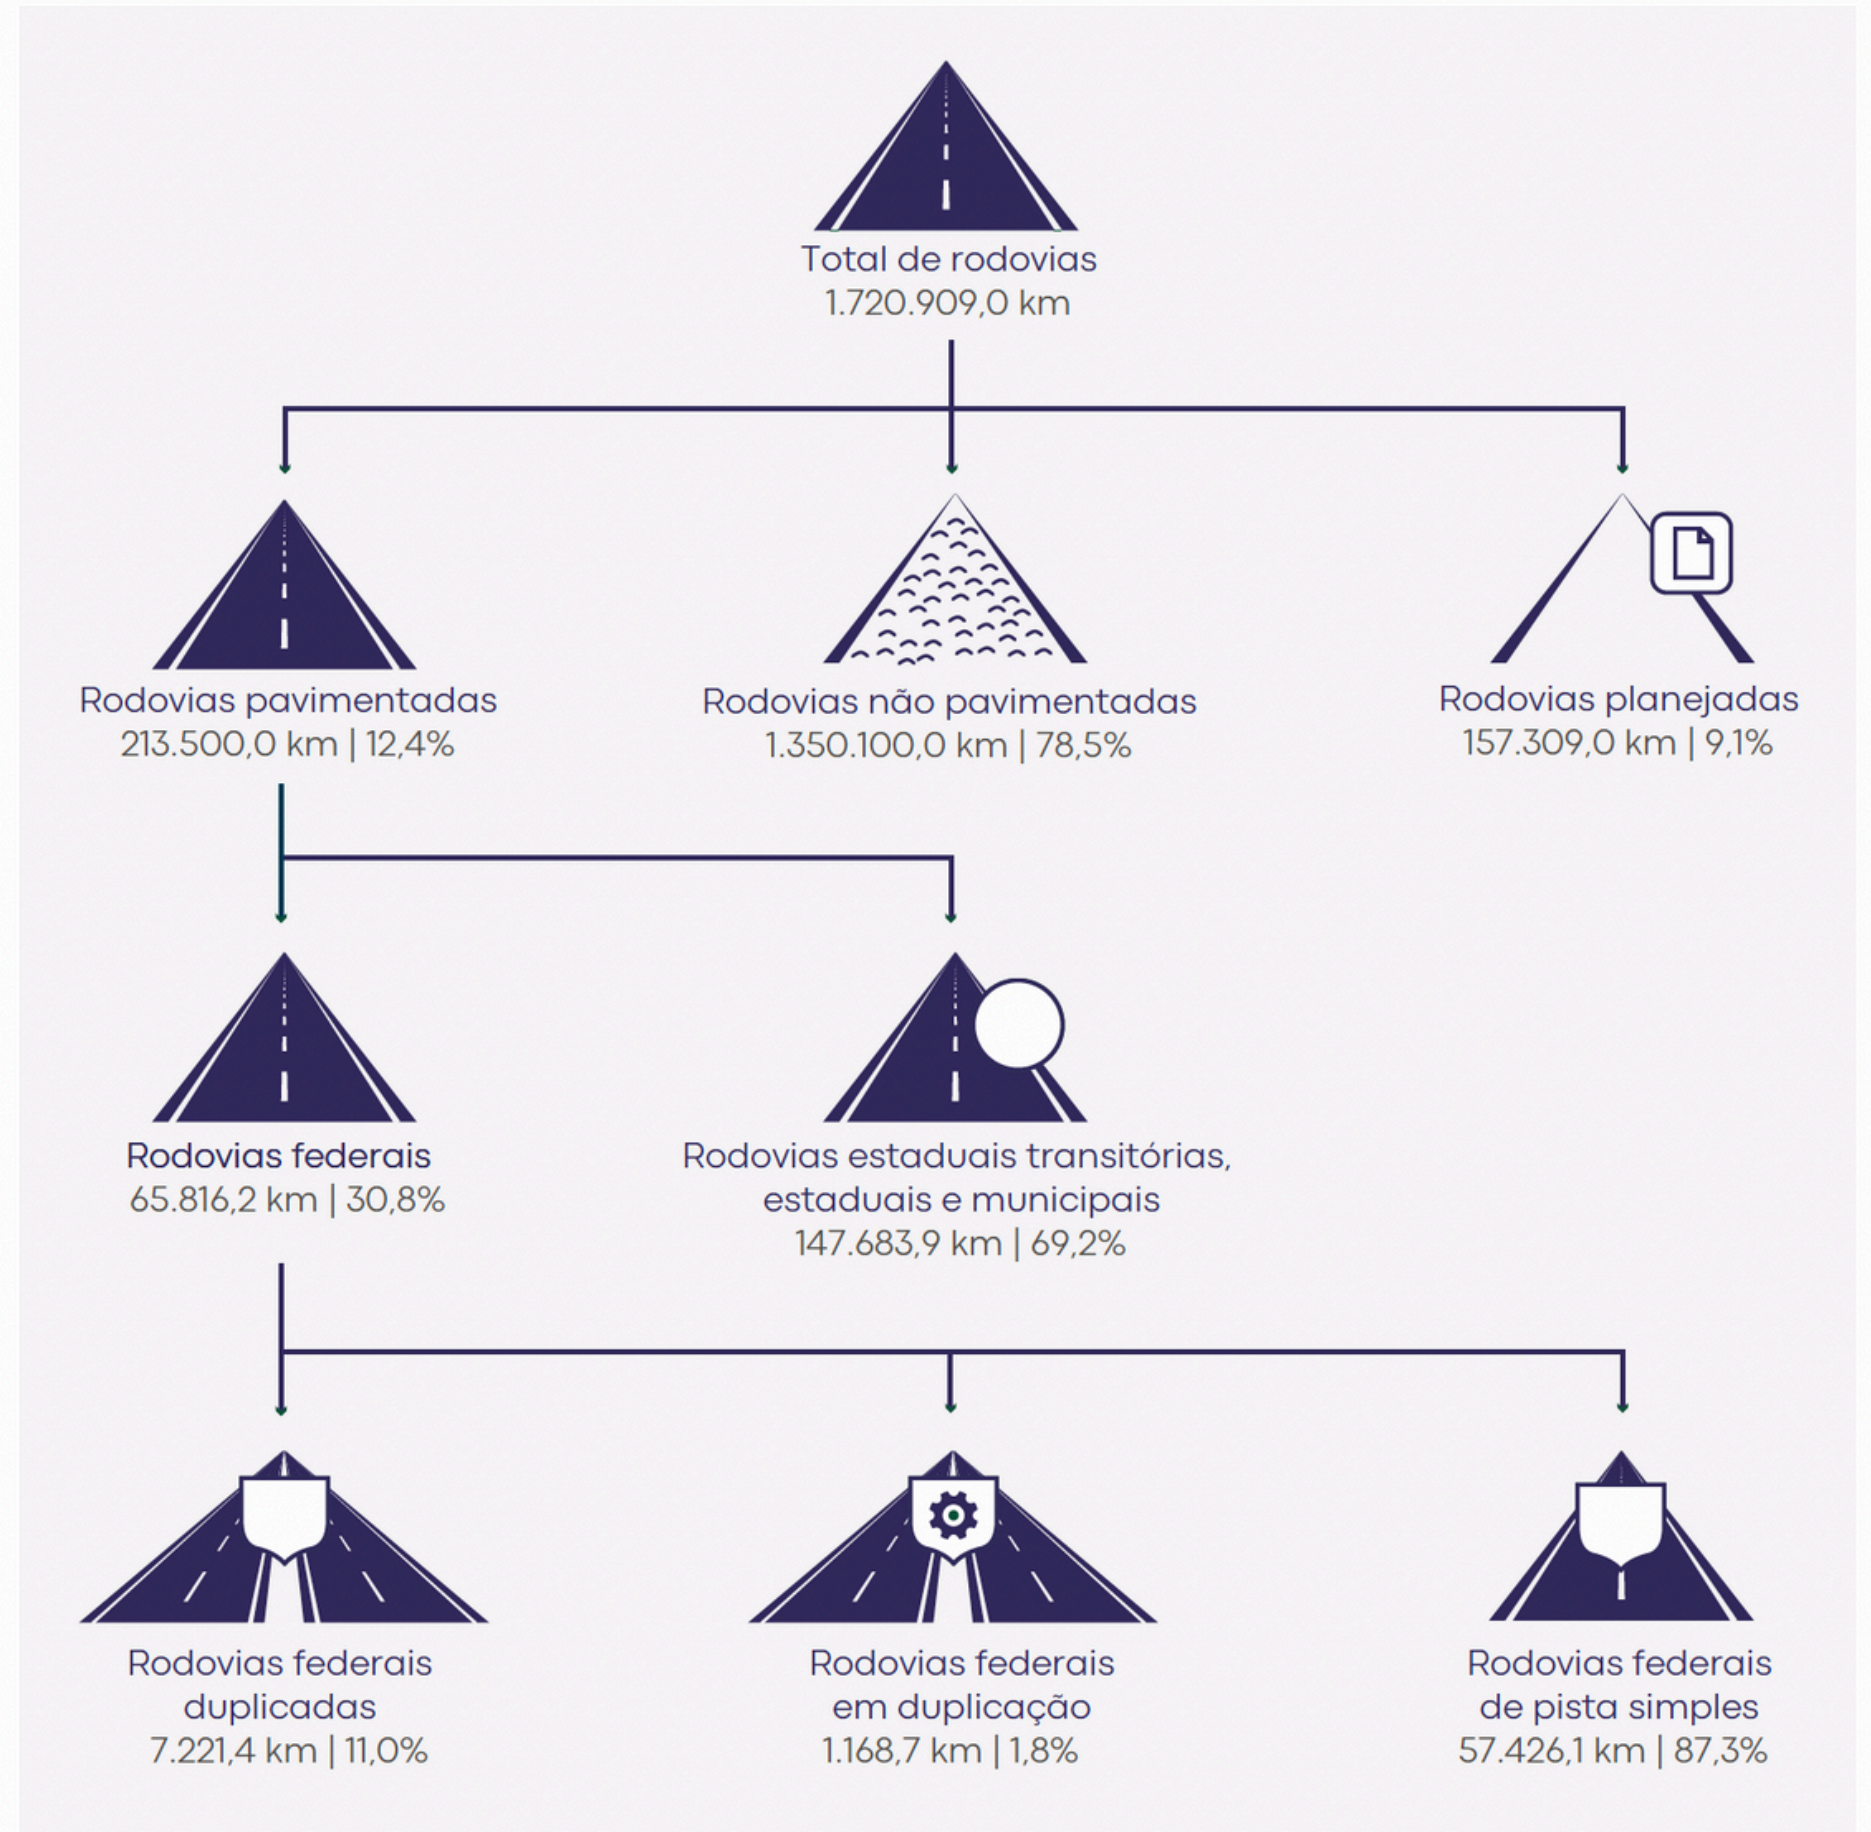 Total de rodovias
1.720.909,0 km
Rodovias pavimentadas
213.500,0 km | 12,4%
Rodovias não pavimentadas
1.350.100,0 km | 78,5%
Rodovias planejadas
157.309,0 km | 9,1%
Rodovias federais
65.816,2 km | 30,8%
Rodovias estaduais transitórias,
estaduais e municipais
147.683,9 km | 69,2%
Rodovias federais
duplicadas
7.221,4 km | 11,0%
Rodovias federais
em duplicação
1.168,7 km | 1,8%
Rodovias federais
de pista simples
57.426,1 km | 87,3%